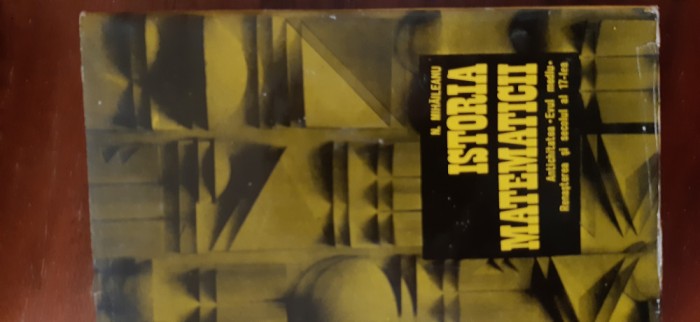 N. MIHĂILEANU
ISTORIA
MATEMATICII
Antichitatea • Evul mediu •
Renașterea și secolul al 17-lea